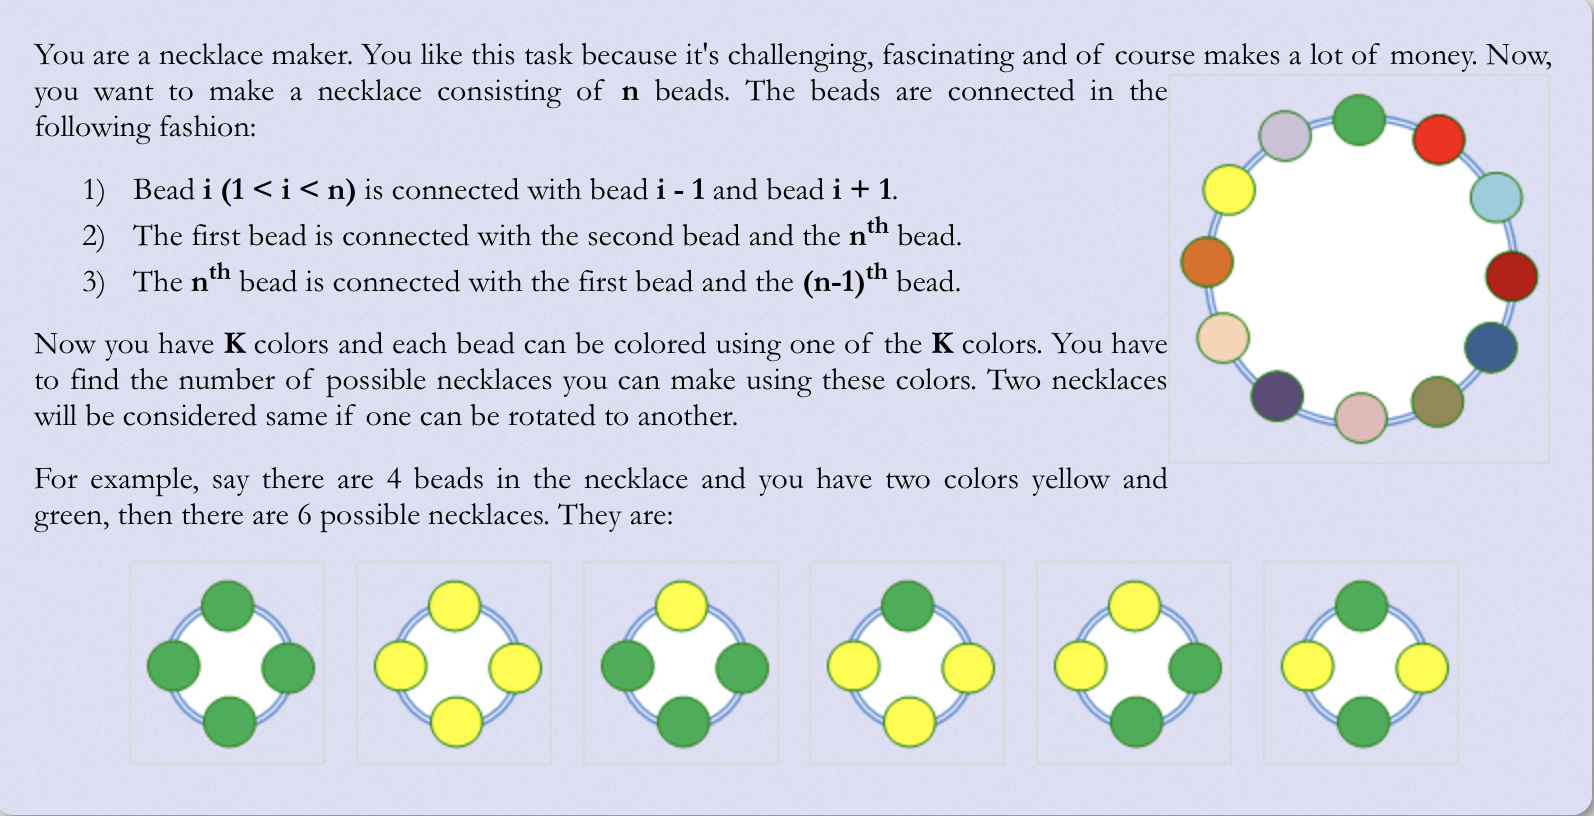 You are a necklace maker. You like this task because it's challenging, fascinating and of course makes a lot of money. Now,
you want to make a necklace consisting of n beads. The beads are connected in the
following fashion:
1) Bead i (1 < i < n) is connected with bead i - 1 and bead i + 1.
2) The first bead is connected with the second bead and the nth bead.
3) The nth bead is connected with the first bead and the (n-1)th bead.
Now you have K colors and each bead can be colored using one of the K colors. You have
to find the number of possible necklaces you can make using these colors. Two necklaces
will be considered same if one can be rotated to another.
For example, say there are 4 beads in the necklace and you have two colors yellow and
green, then there are 6 possible necklaces. They are: